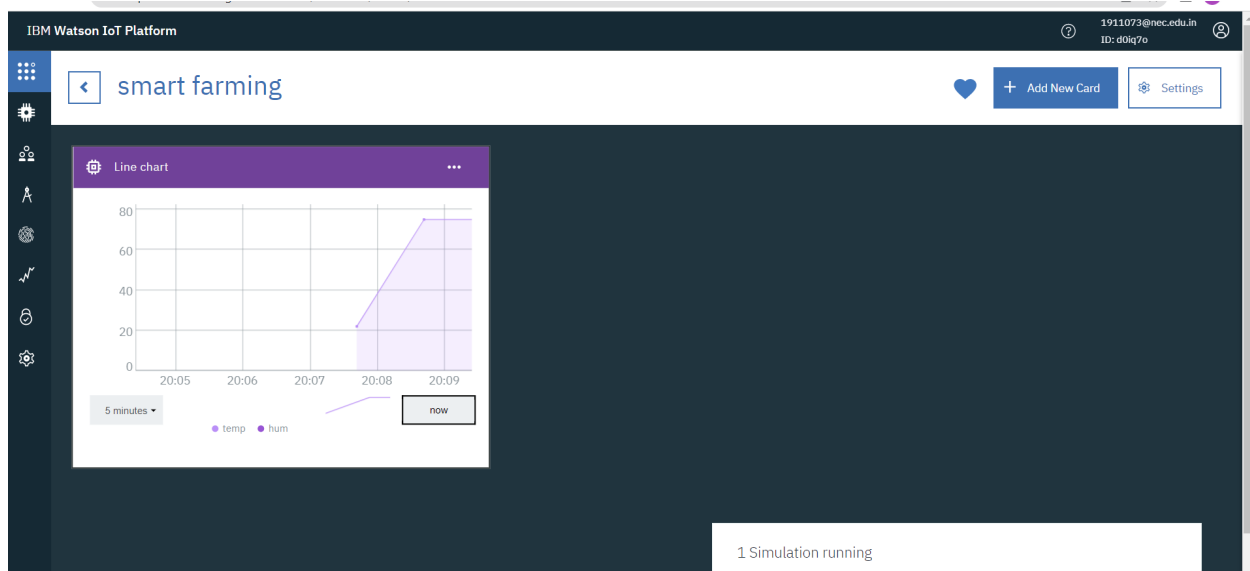 IBM Watson IoT Platform
1911073@nec.edu.in
ID: d0iq7o
smart farming
Add New Card
Settings
Line chart
80
60
40
20
0
20:05 20:06 20:07 20:08 20:09
5 minutes
now
temp hum
1 Simulation running